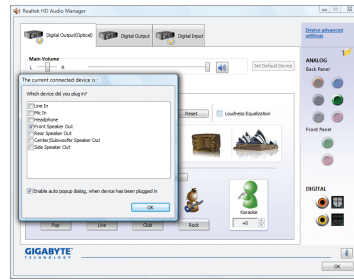 Realtek HD Audio Manager
Digital Output(Optical)
Digital Output
Digital Input
Device advanced settings
Main Volume
L
R
Set Default Device
ANALOG
Back Panel
The current connected device is :
Which device did you plug in?
Line In
Mic In
Headphone
Front Speaker Out
Rear Speaker Out
Center/Subwoofer Speaker Out
Side Speaker Out
Enable auto popup dialog, when device has been plugged in
OK
Reset
Loudness Equalization
Front Panel
DIGITAL
Karaoke
Pop
Live
Club
Rock
+0
GIGABYTE
TECHNOLOGY
i
OK